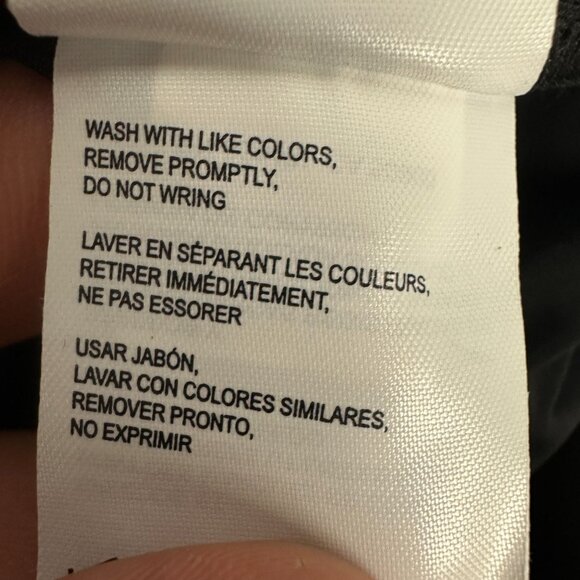 WASH WITH LIKE COLORS,
REMOVE PROMPTLY,
DO NOT WRING
LAVER EN SÉPARANT LES COULEURS,
RETIRER IMMÉDIATEMENT,
NE PAS ESSORER
USAR JABÓN,
LAVAR CON COLORES SIMILARES,
REMOVER PRONTO,
NO EXPRIMIR